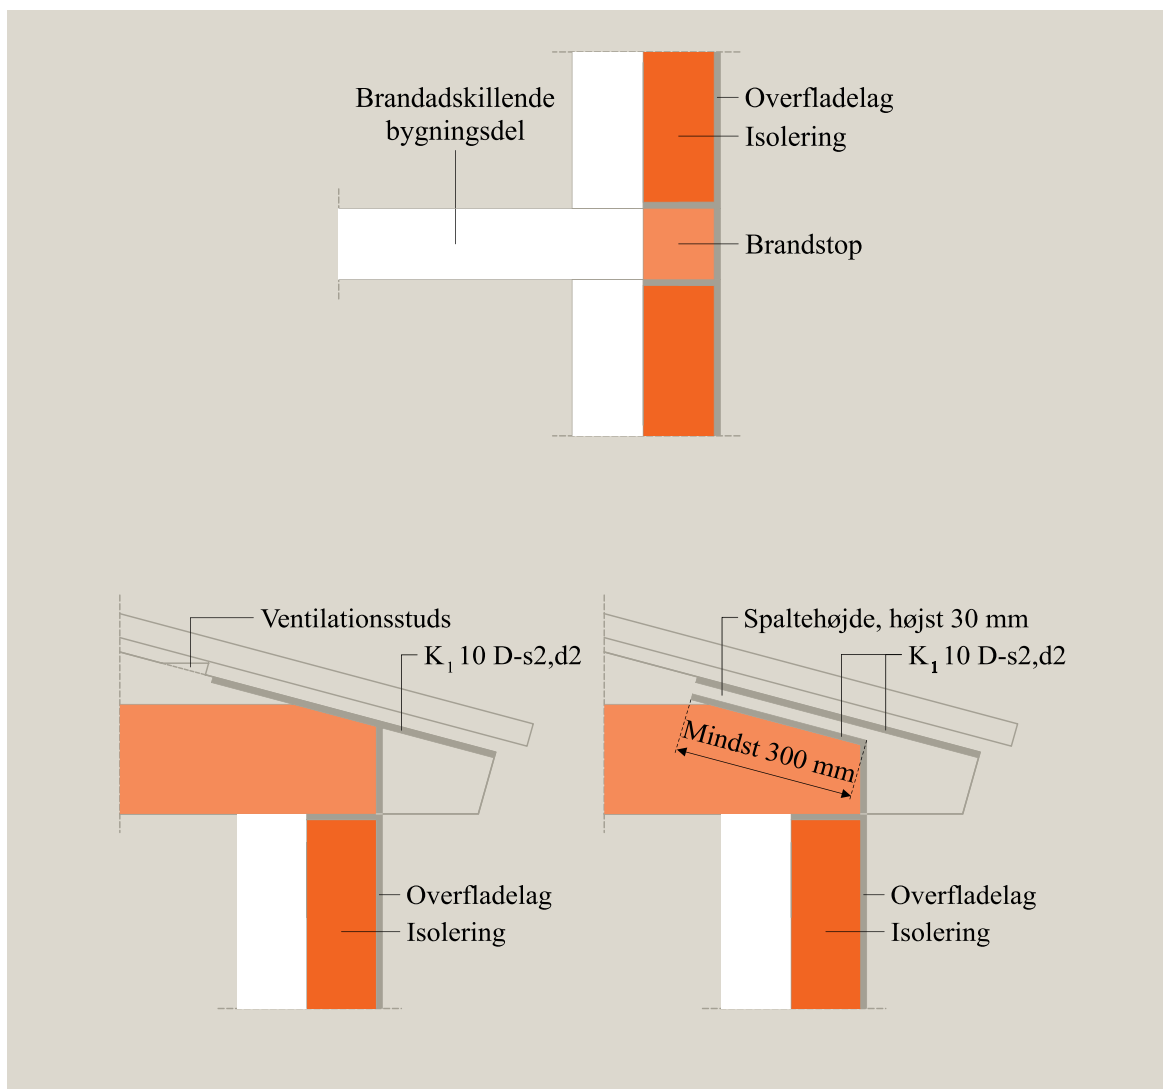 Brandadskillende
bygningsdel
Overfladelag
Isolering
Brandstop
Ventilationsstuds
K₁ 10 D-s2,d2
Overfladelag
Isolering
Spaltehøjde, højst 30 mm
K₁ 10 D-s2,d2
Mindst 300 mm
Overfladelag
Isolering